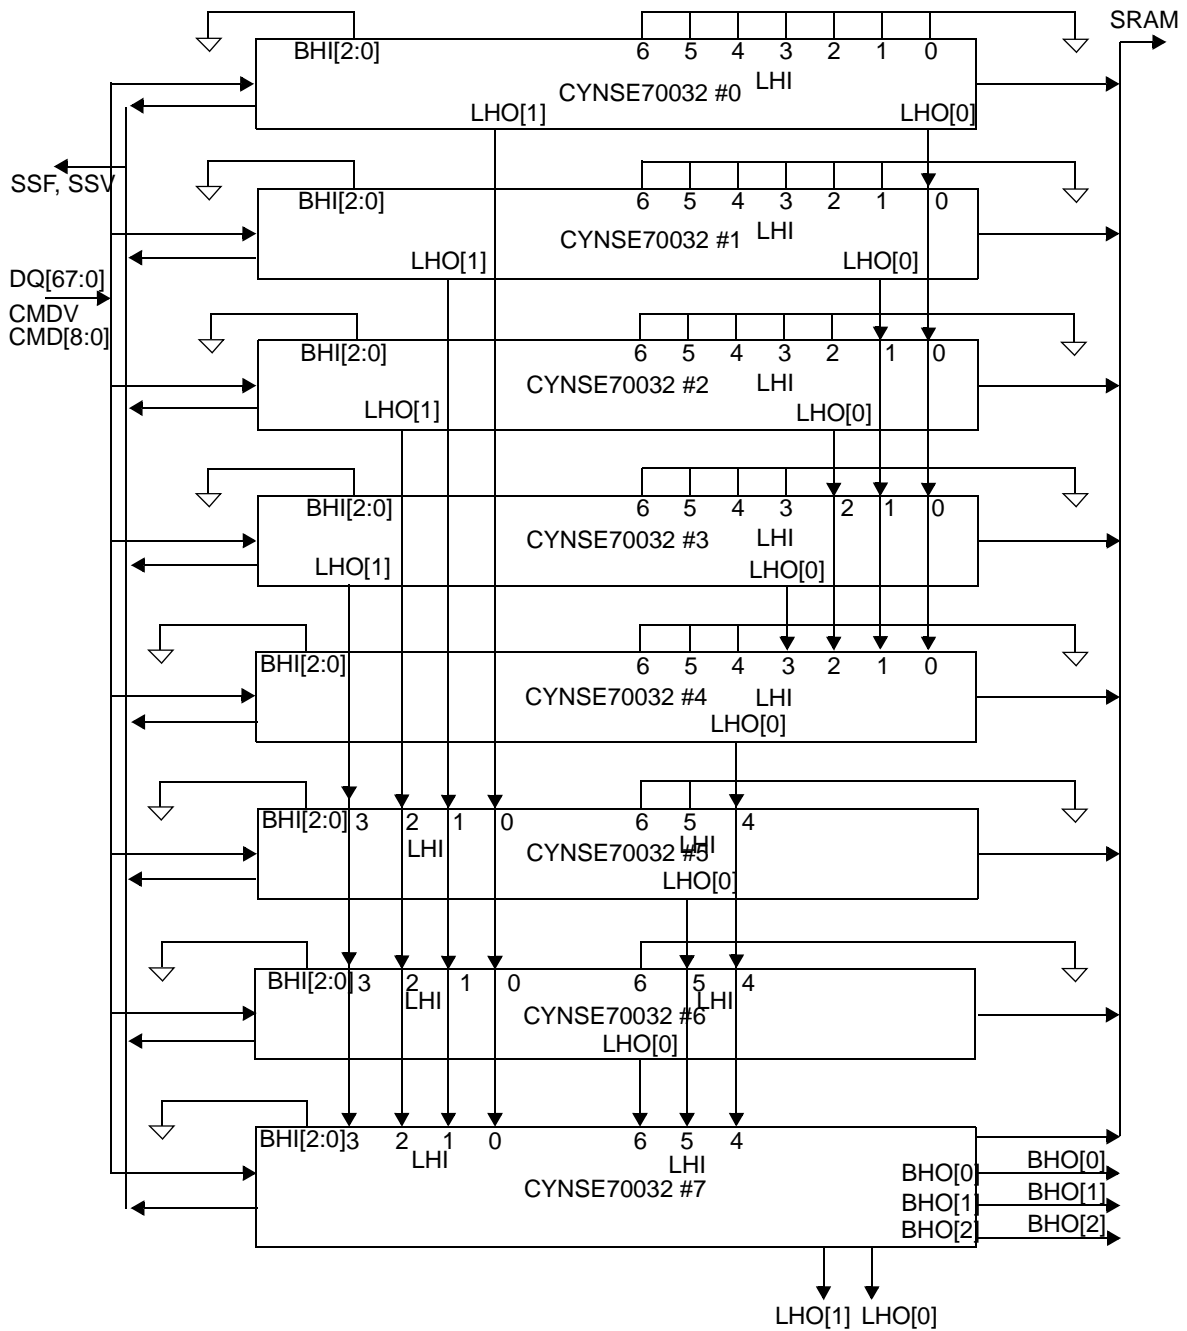 SRAM
BHI[2:0] 6 5 4 3 2 1 0
LHI
CYNSE70032 #0
LHO[1] LHO[0]
SSF, SSV
BHI[2:0] 6 5 4 3 2 1 0
LHI
CYNSE70032 #1
LHO[1] LHO[0]
DQ[67:0]
CMDV
CMD[8:0]
BHI[2:0] 6 5 4 3 2 1 0
CYNSE70032 #2 LHI
LHO[1] LHO[0]
BHI[2:0] 6 5 4 3 2 1 0
CYNSE70032 #3 LHI
LHO[1] LHO[0]
BHI[2:0] 6 5 4 3 2 1 0
CYNSE70032 #4 LHI
LHO[0]
BHI[2:0] 3 2 1 0 6 5 4
LHI CYNSE70032 #5 LHI
LHO[0]
BHI[2:0] 3 2 1 0 6 5 4
LHI LHI
CYNSE70032 #6
LHO[0]
BHI[2:0] 3 2 1 0 6 5 4
LHI LHI
CYNSE70032 #7
BHO[0] BHO[0]
BHO[1] BHO[1]
BHO[2] BHO[2]
LHO[1] LHO[0]